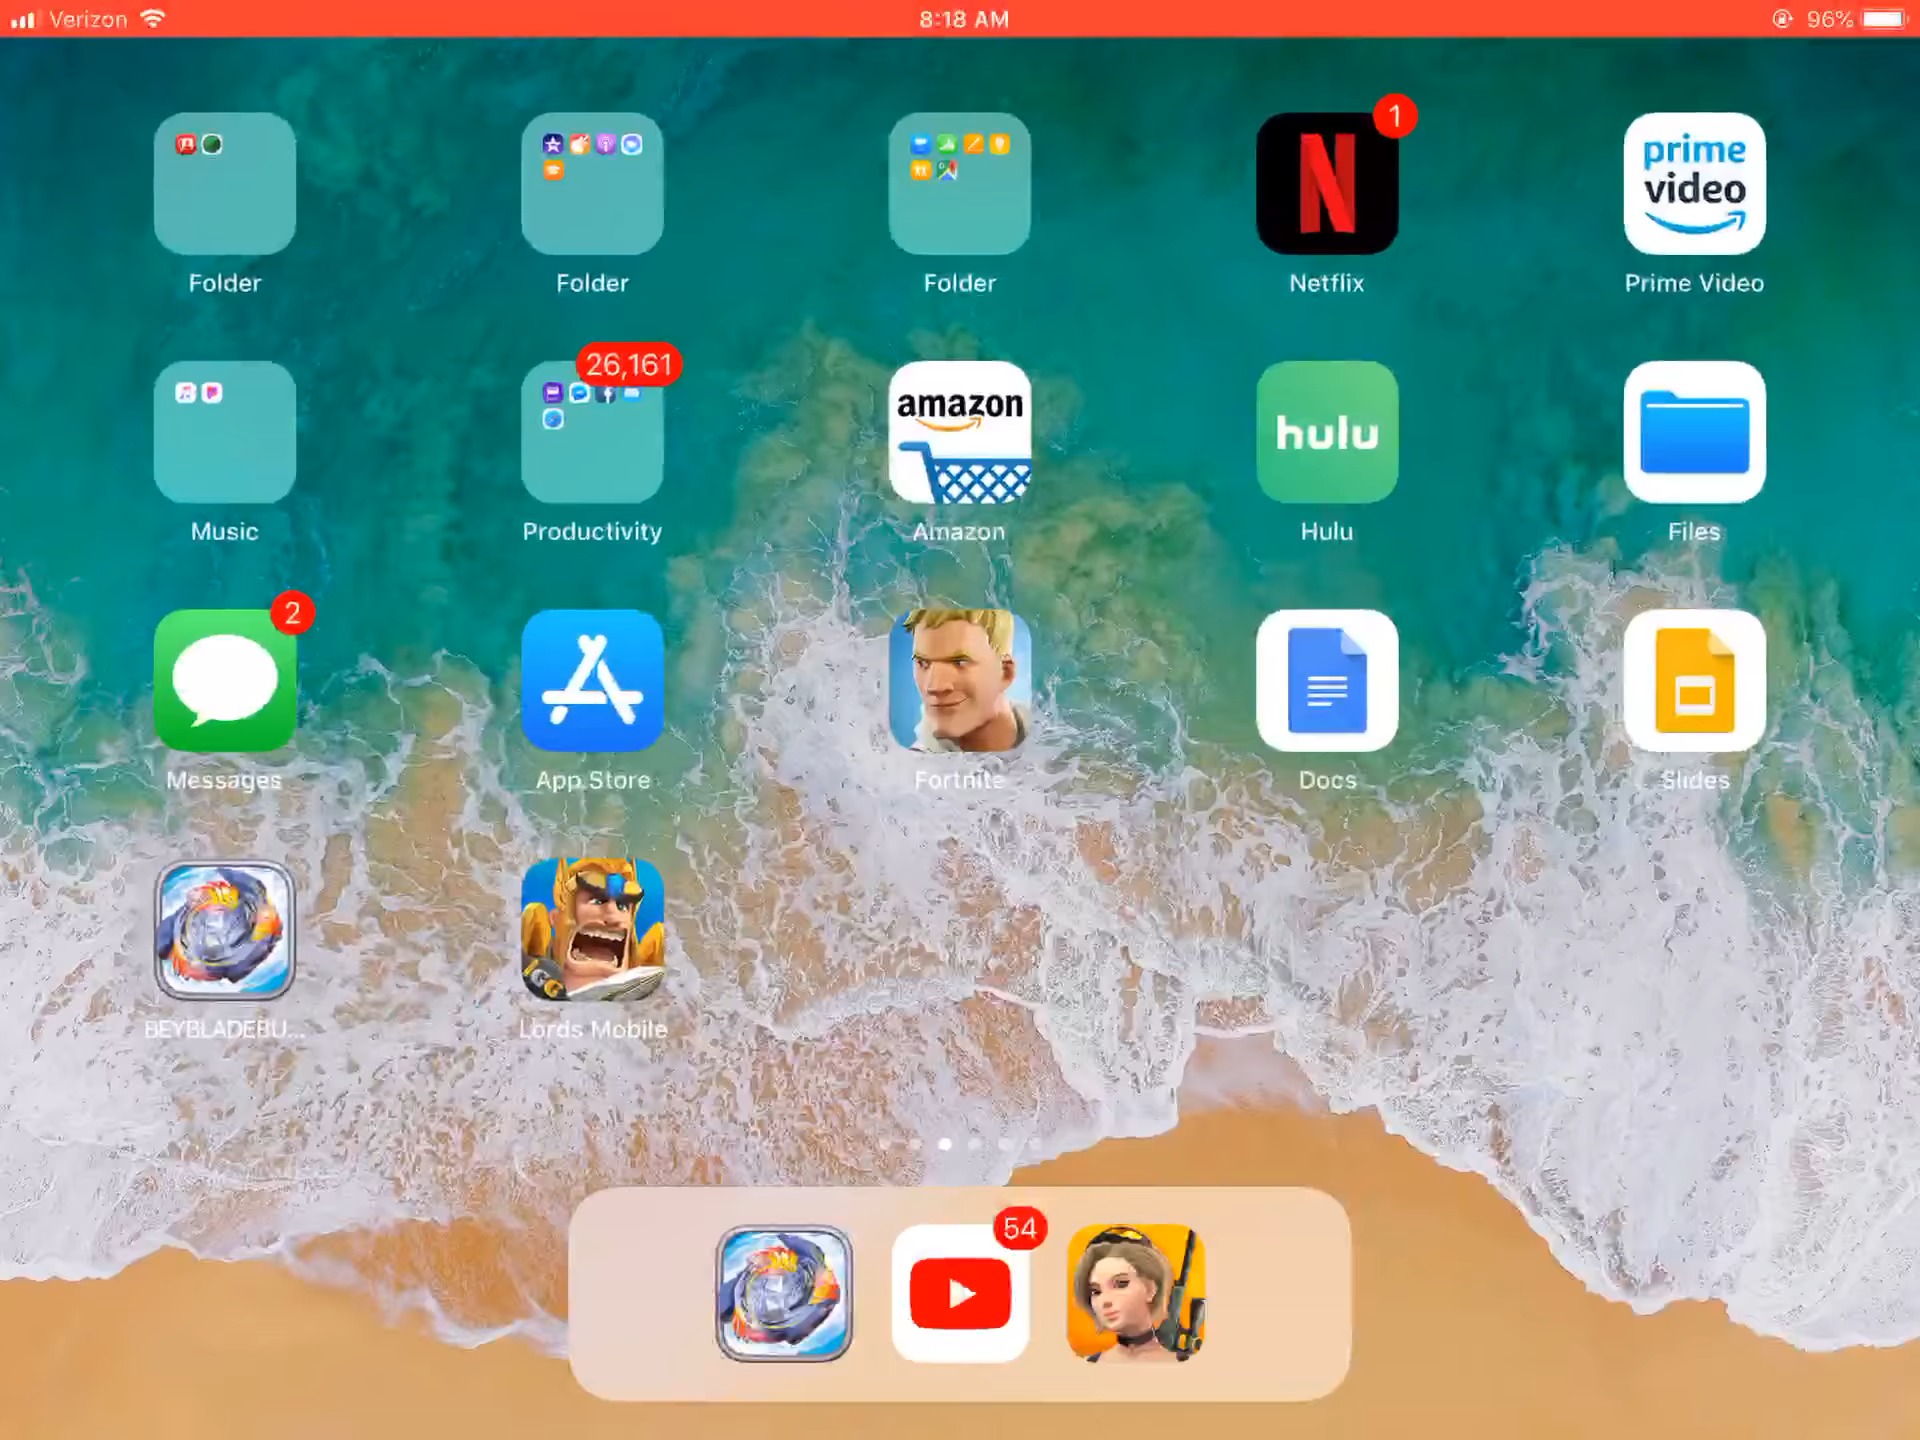 Verizon 8:18 AM 96%
1
prime video
Folder Folder Folder Netflix Prime Video
26,161
amazon hulu
Music Productivity Amazon Hulu Files
2
Messages App Store Fortnite Docs Slides
BEYBLADEBU... Lords Mobile
54